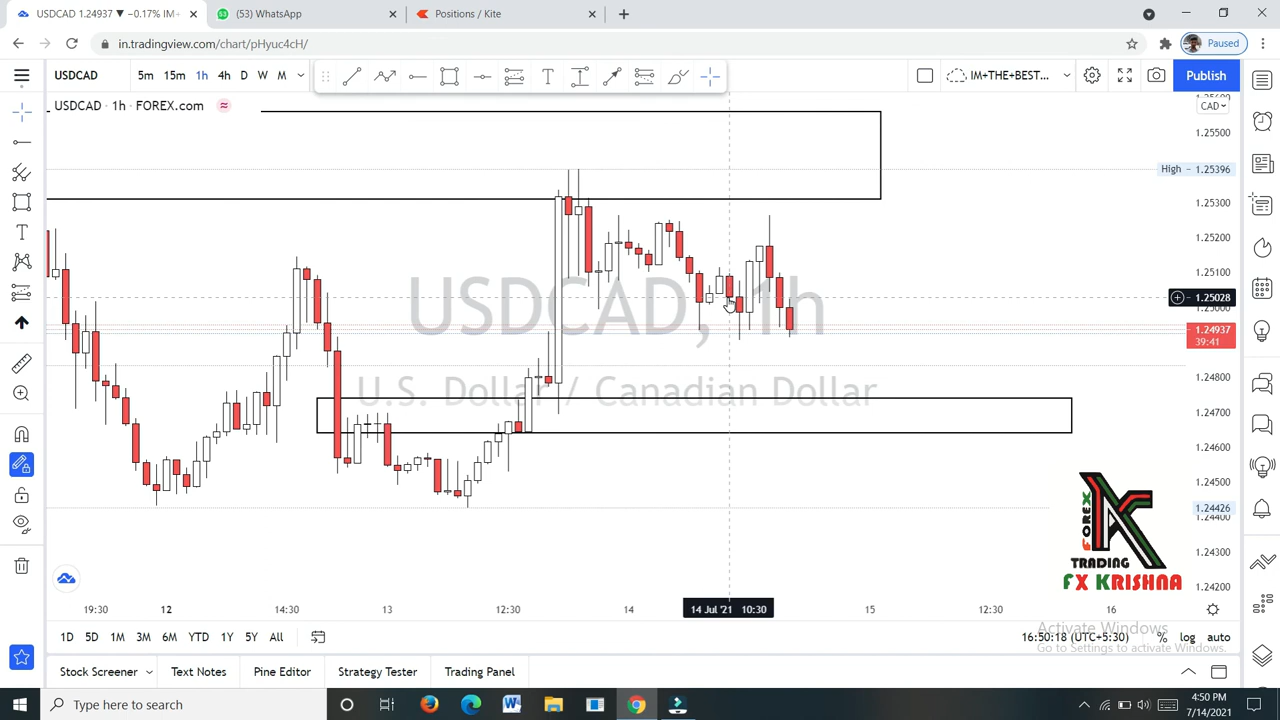 USDCAD 1.24937 ▼ −0.17% IM+
(53) WhatsApp
Positions / Kite
in.tradingview.com/chart/pHyuc4cH/
Paused
USDCAD 5m 15m 1h 4h D W M
T
IM+THE+BEST...
Publish
USDCAD · 1h · FOREX.com
CAD
1.25500
High 1.25396
1.25300
1.25200
1.25100
1.25028
1.24937
39:41
1.24800
1.24700
1.24600
1.24500
1.24426
1.24400
1.24300
1.24200
USDCAD, 1h
U.S. Dollar / Canadian Dollar
FOREX
TRADING
FX KRISHNA
19:30 12 14:30 13 12:30 14 14 Jul '21 10:30 15 12:30 16
1D 5D 1M 3M 6M YTD 1Y 5Y All
16:50:18 (UTC+5:30) % log auto
Activate Windows
Go to Settings to activate Windows.
Stock Screener Text Notes Pine Editor Strategy Tester Trading Panel
Type here to search
4:50 PM
7/14/2021